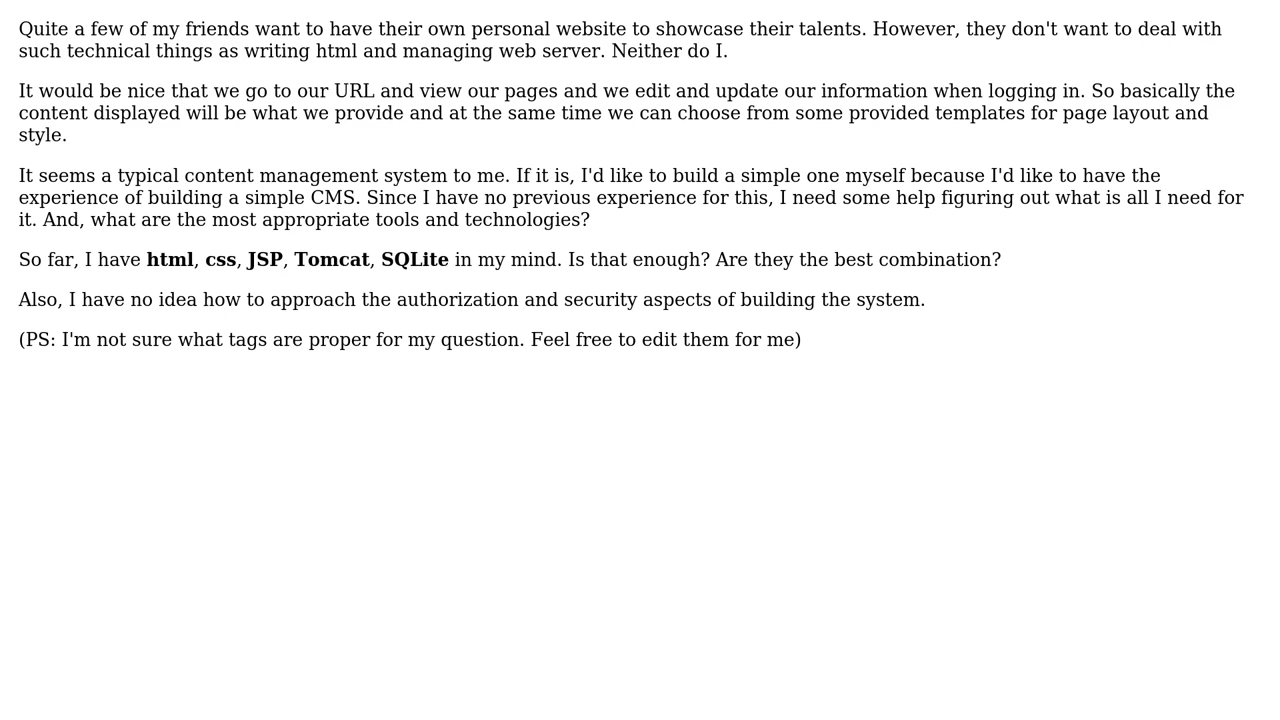 Quite a few of my friends want to have their own personal website to showcase their talents. However, they don't want to deal with
such technical things as writing html and managing web server. Neither do I.
It would be nice that we go to our URL and view our pages and we edit and update our information when logging in. So basically the
content displayed will be what we provide and at the same time we can choose from some provided templates for page layout and
style.
It seems a typical content management system to me. If it is, I'd like to build a simple one myself because I'd like to have the
experience of building a simple CMS. Since I have no previous experience for this, I need some help figuring out what is all I need for
it. And, what are the most appropriate tools and technologies?
So far, I have html, css, JSP, Tomcat, SQLite in my mind. Is that enough? Are they the best combination?
Also, I have no idea how to approach the authorization and security aspects of building the system.
(PS: I'm not sure what tags are proper for my question. Feel free to edit them for me)